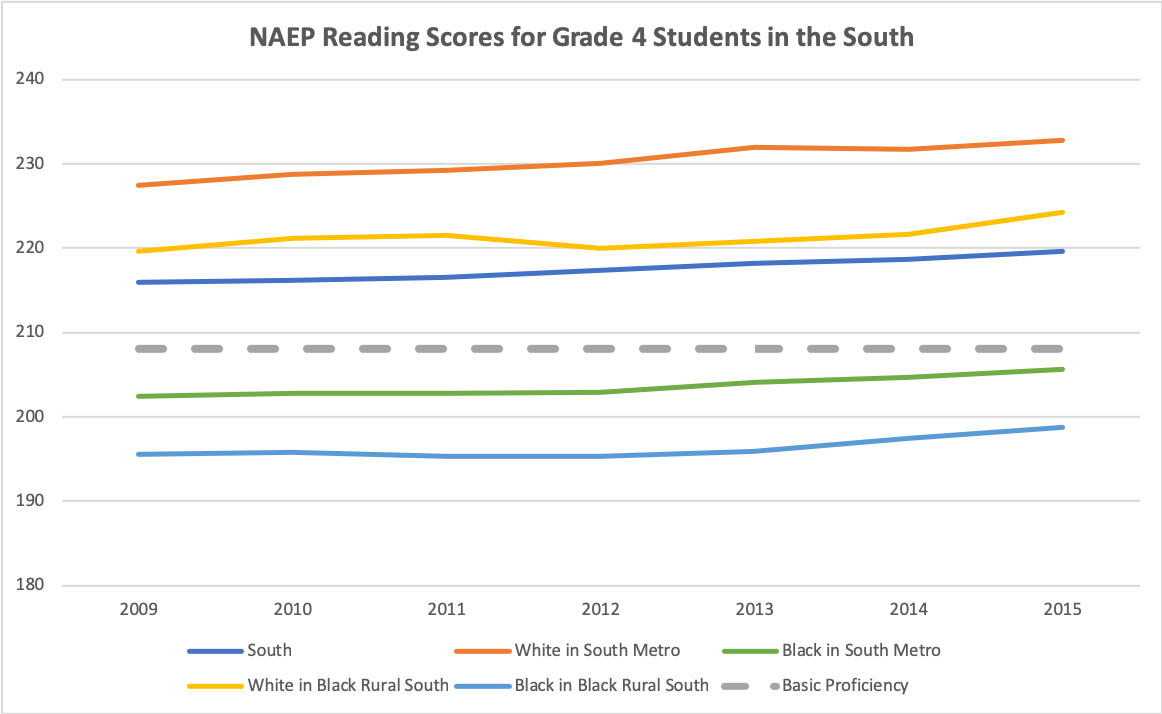 NAEP Reading Scores for Grade 4 Students in the South
240
230
220
210
200
190
180
2009 2010 2011 2012 2013 2014 2015
South White in South Metro Black in South Metro
White in Black Rural South Black in Black Rural South Basic Proficiency